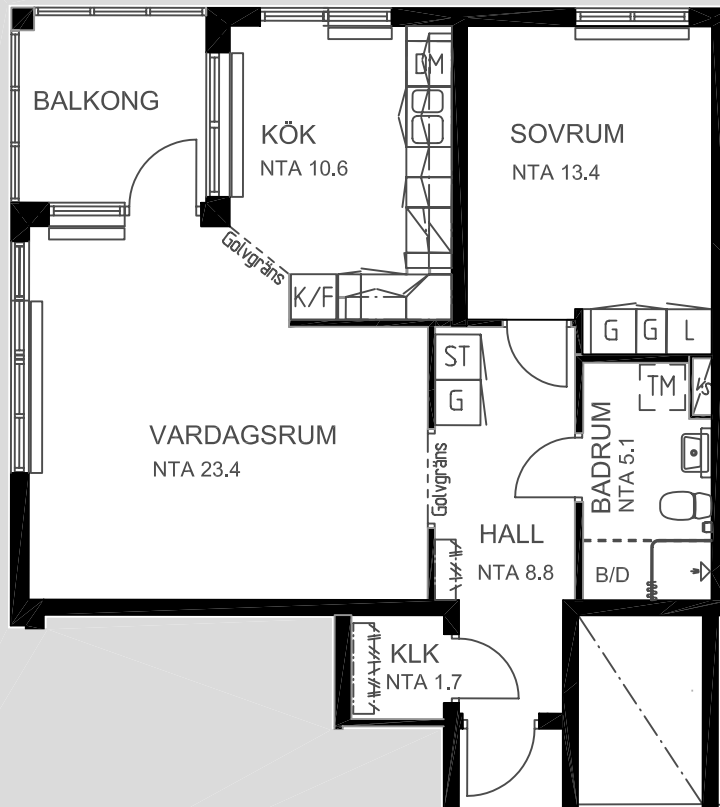 BALKONG
KÖK
NTA 10.6
DM
SOVRUM
NTA 13.4
Golvgräns
K/F
G
G
L
ST
G
TM
VS
VARDAGSRUM
NTA 23.4
Golvgräns
BADRUM
NTA 5.1
HALL
NTA 8.8
B/D
KLK
NTA 1.7